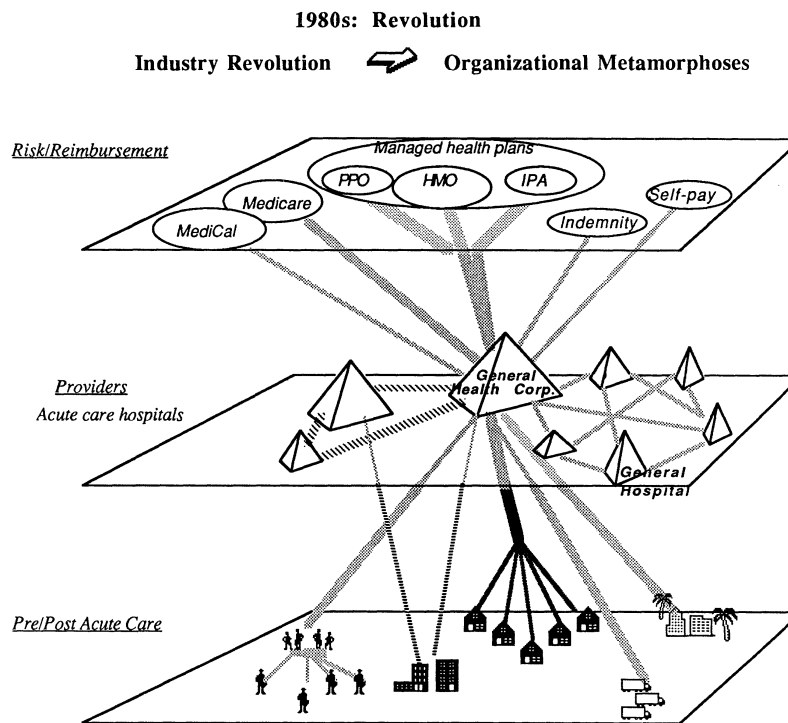 1980s: Revolution
Industry Revolution
Organizational Metamorphoses
Risk/Reimbursement
Managed health plans
PPO
HMO
IPA
Self-pay
Medicare
MediCal
Indemnity
Providers
Acute care hospitals
General
Health Corp.
General
Hospital
Pre/Post Acute Care